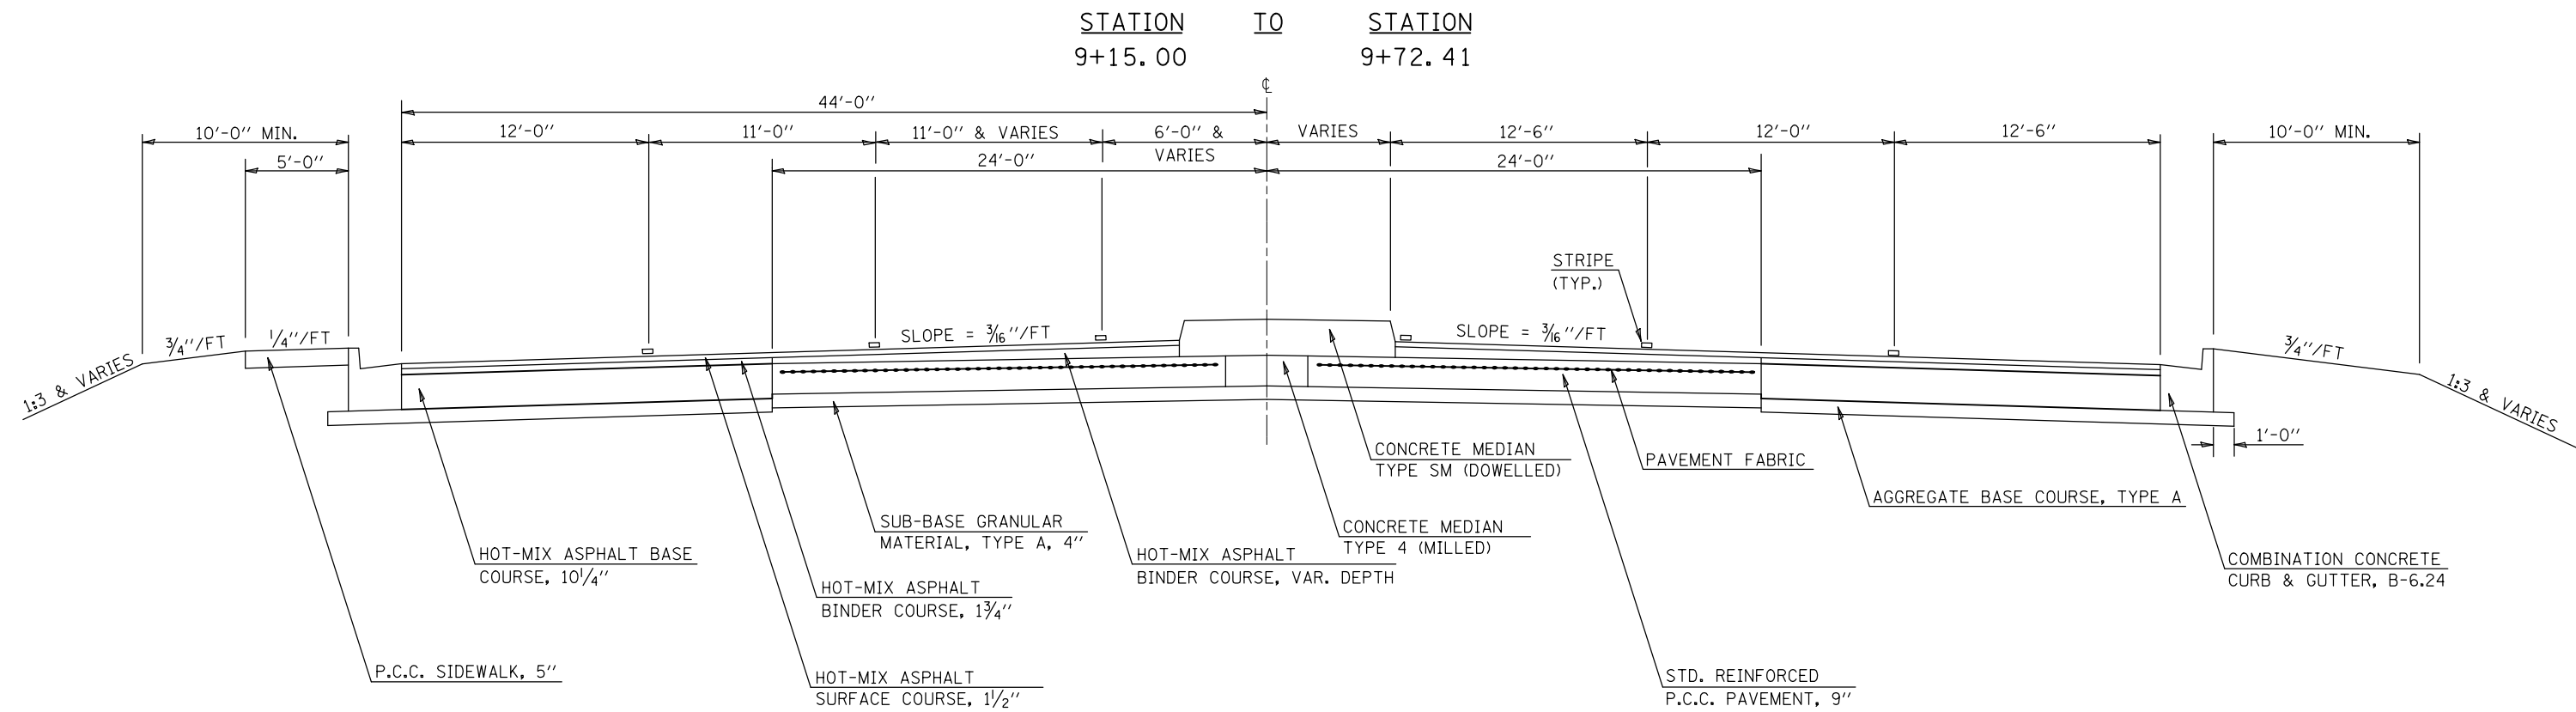 STATION TO STATION
9+15.00 9+72.41
℄
44'-0"
10'-0" MIN. 12'-0" 11'-0" 11'-0" & VARIES 6'-0" & VARIES 12'-6" 12'-0" 12'-6" 10'-0" MIN.
VARIES
5'-0" 24'-0" 24'-0"
STRIPE
(TYP.)
1:3 & VARIES
3/4"/FT
1/4"/FT
SLOPE = 3/16"/FT
SLOPE = 3/16"/FT
3/4"/FT
1:3 & VARIES
1'-0"
CONCRETE MEDIAN
TYPE SM (DOWELLED)
PAVEMENT FABRIC
AGGREGATE BASE COURSE, TYPE A
SUB-BASE GRANULAR
MATERIAL, TYPE A, 4"
CONCRETE MEDIAN
TYPE 4 (MILLED)
HOT-MIX ASPHALT BASE
COURSE, 10 1/4"
HOT-MIX ASPHALT
BINDER COURSE, VAR. DEPTH
COMBINATION CONCRETE
CURB & GUTTER, B-6.24
HOT-MIX ASPHALT
BINDER COURSE, 1 3/4"
P.C.C. SIDEWALK, 5"
HOT-MIX ASPHALT
SURFACE COURSE, 1 1/2"
STD. REINFORCED
P.C.C. PAVEMENT, 9"